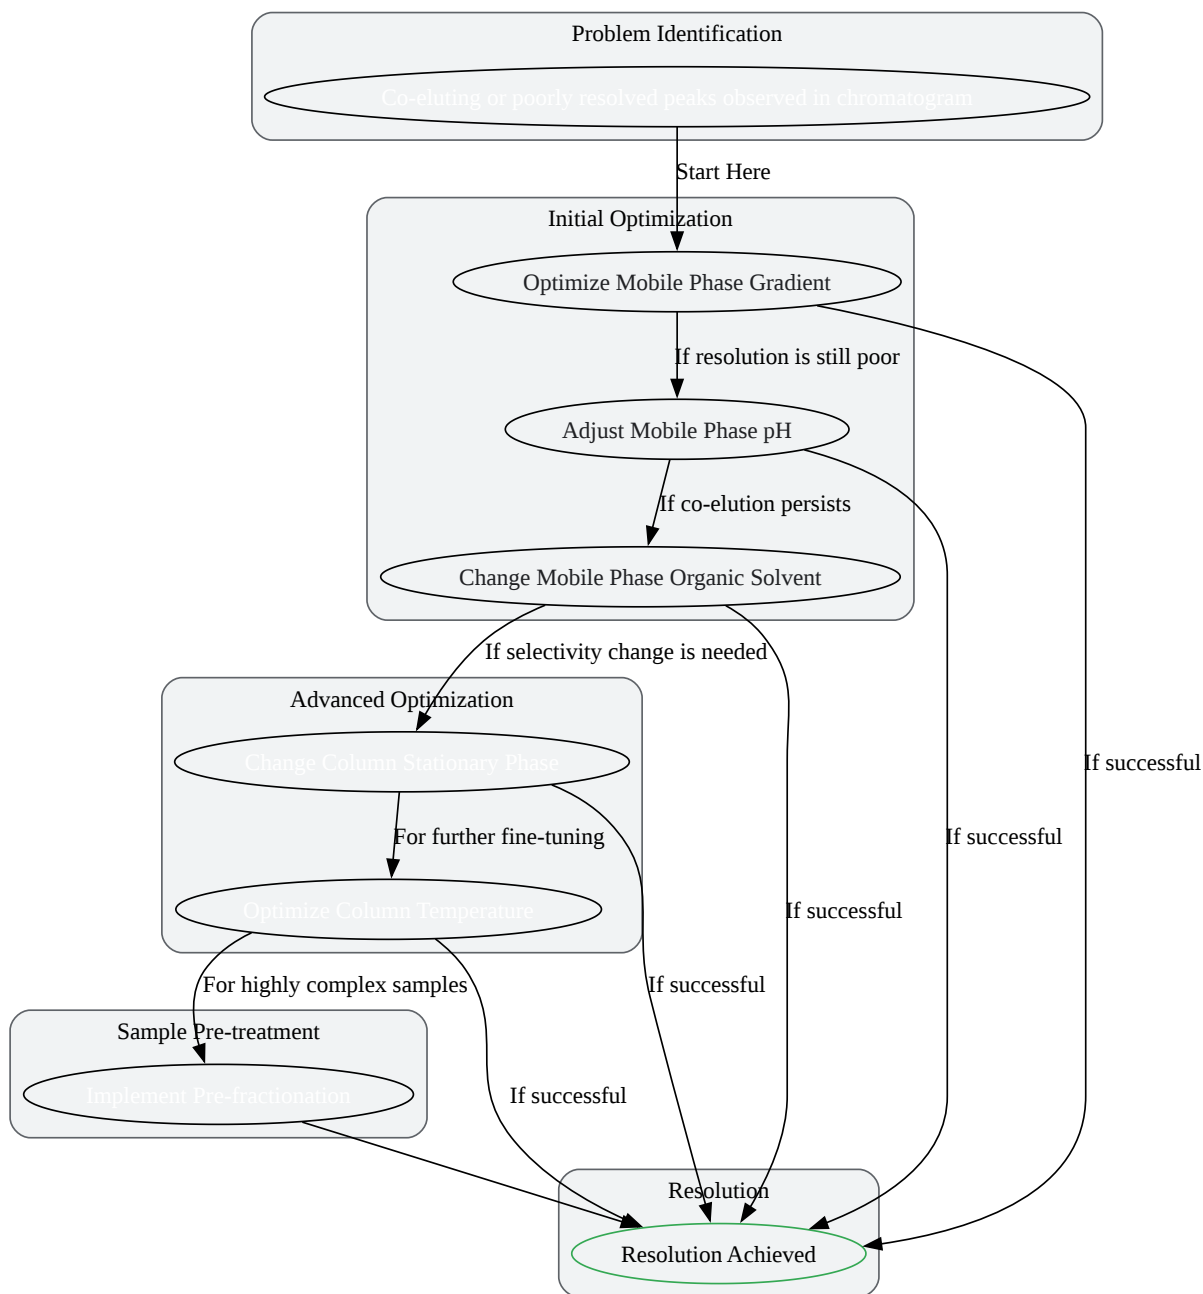 Problem Identification
Co-eluting or poorly resolved peaks observed in chromatogram
Start Here
Initial Optimization
Optimize Mobile Phase Gradient
If resolution is still poor
Adjust Mobile Phase pH
If co-elution persists
Change Mobile Phase Organic Solvent
If selectivity change is needed
Advanced Optimization
Change Column Stationary Phase
If successful
For further fine-tuning
If successful
Optimize Column Temperature
If successful
For highly complex samples
If successful
Sample Pre-treatment
Implement Pre-fractionation
If successful
Resolution
Resolution Achieved